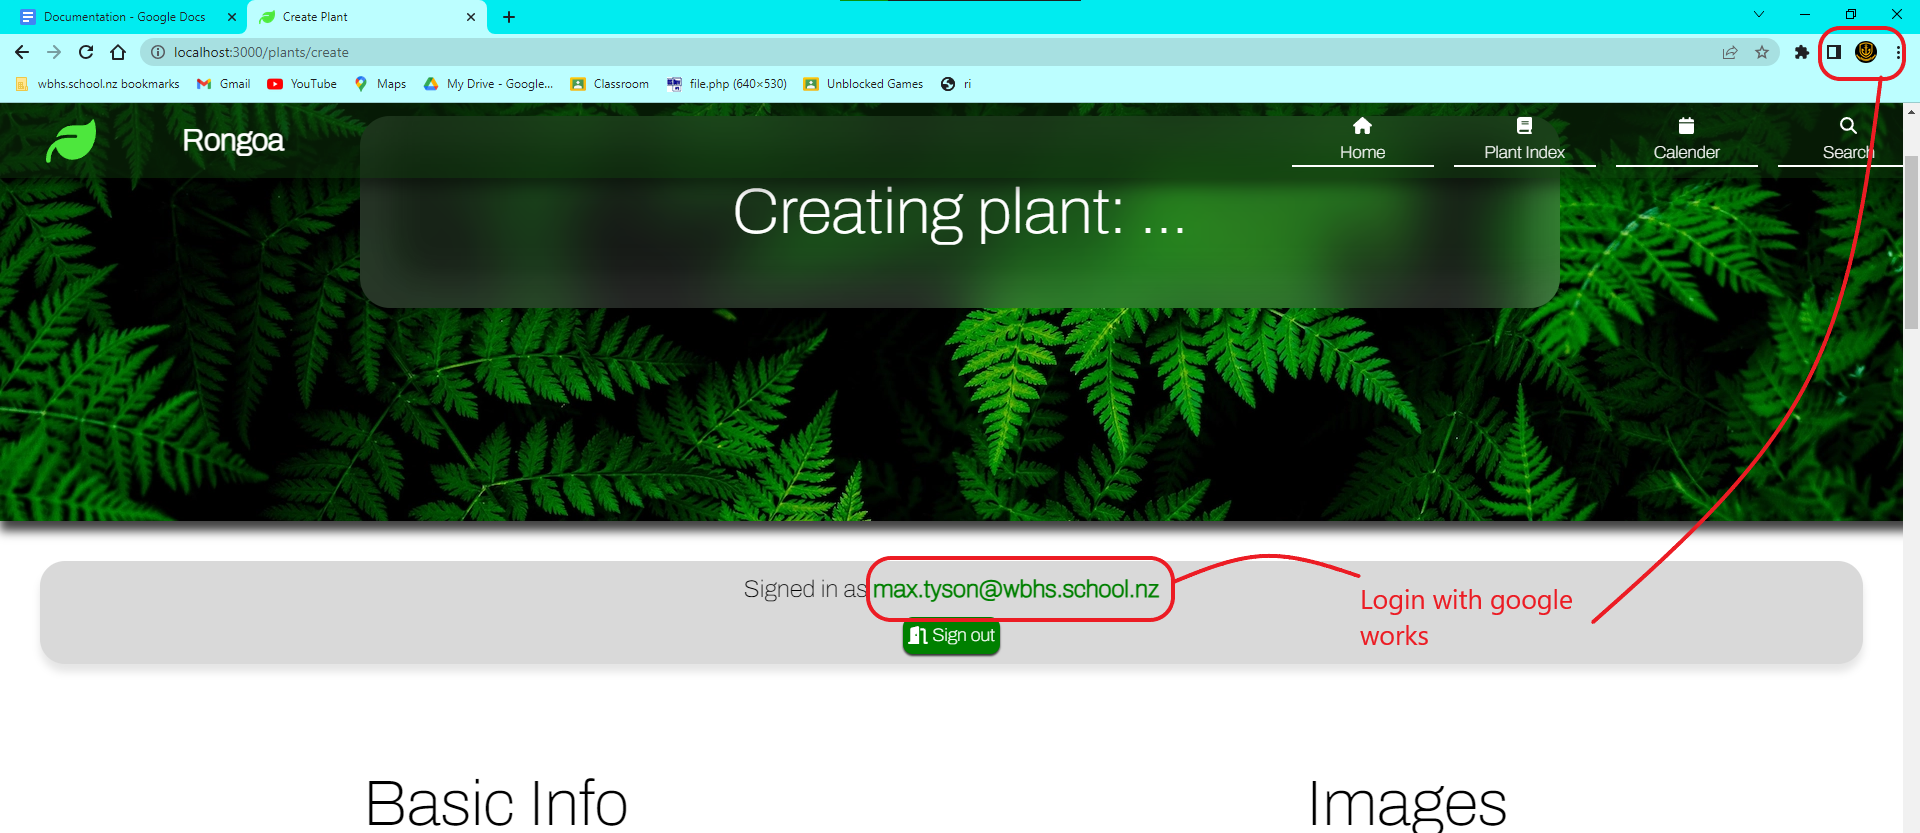 Documentation - Google Docs
Create Plant
localhost:3000/plants/create
wbhs.school.nz bookmarks
Gmail
YouTube
Maps
My Drive - Google...
Classroom
file.php (640×530)
Unblocked Games
ri
Rongoa
Home
Plant Index
Calender
Search
Creating plant: ...
Signed in as max.tyson@wbhs.school.nz
Sign out
Login with google
works
Basic Info
Images